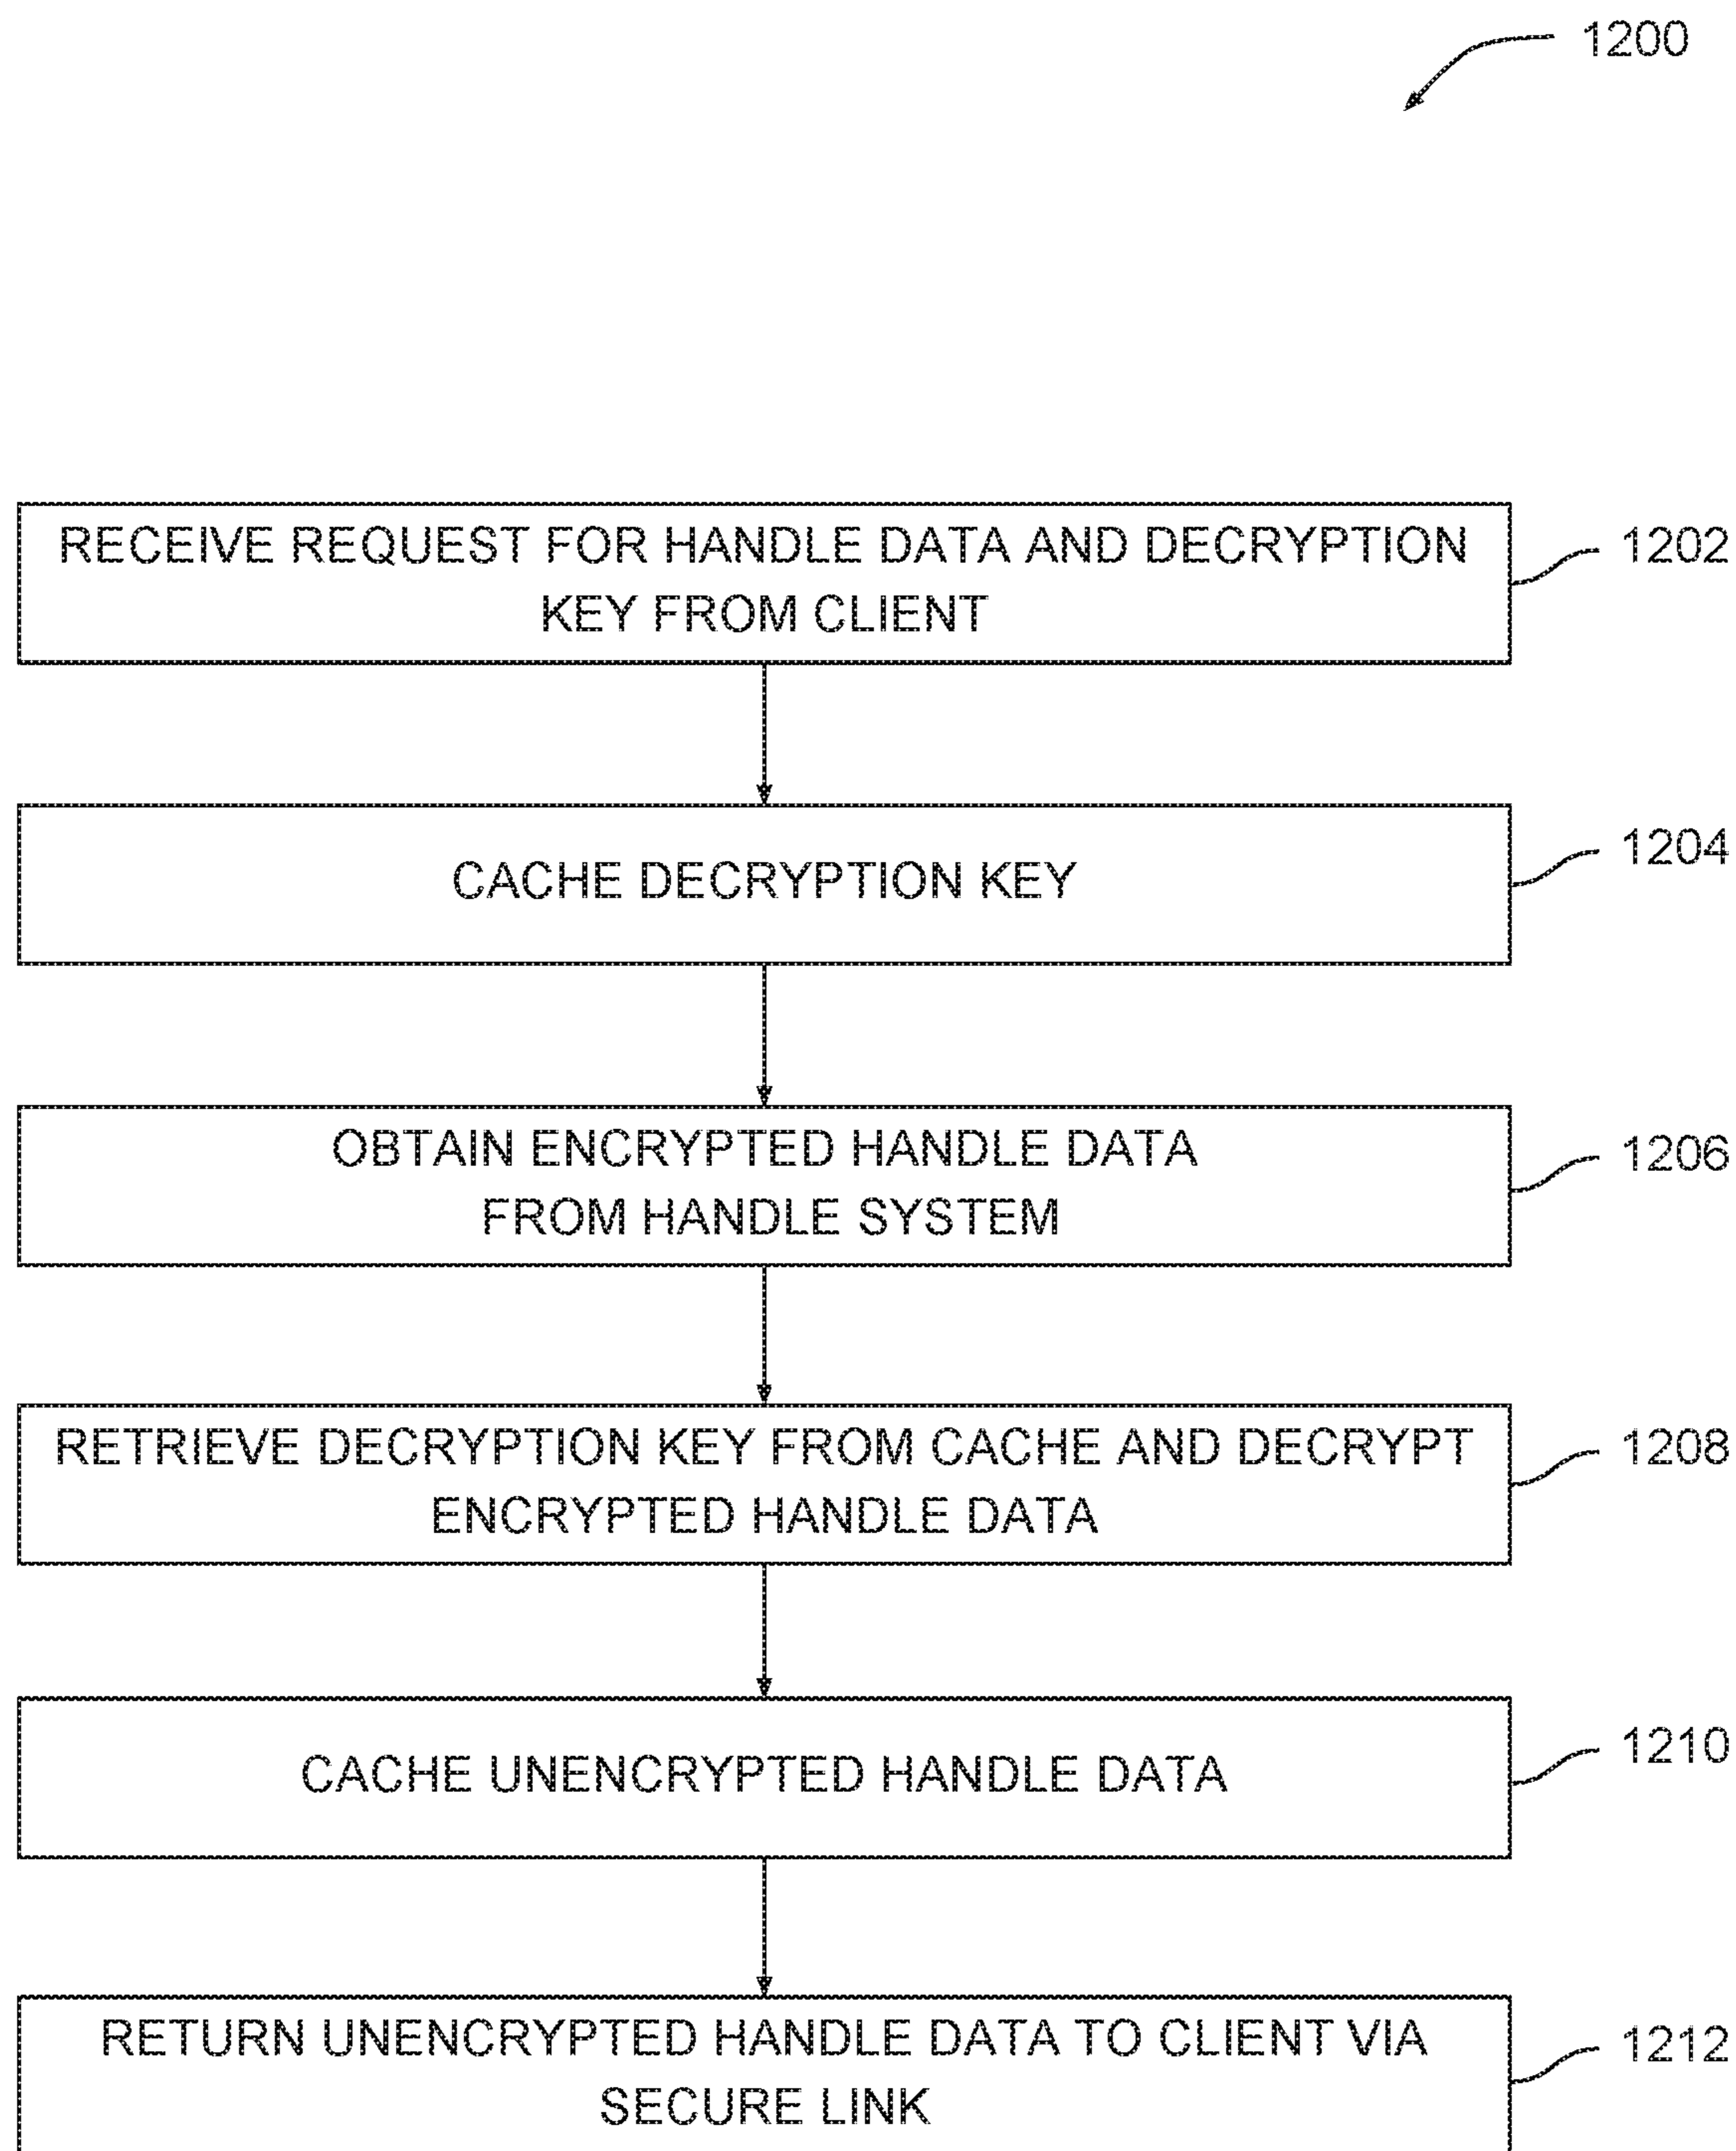 1200
RECEIVE REQUEST FOR HANDLE DATA AND DECRYPTION
KEY FROM CLIENT
1202
CACHE DECRYPTION KEY
1204
OBTAIN ENCRYPTED HANDLE DATA
FROM HANDLE SYSTEM
1206
RETRIEVE DECRYPTION KEY FROM CACHE AND DECRYPT
ENCRYPTED HANDLE DATA
1208
CACHE UNENCRYPTED HANDLE DATA
1210
RETURN UNENCRYPTED HANDLE DATA TO CLIENT VIA
SECURE LINK
1212